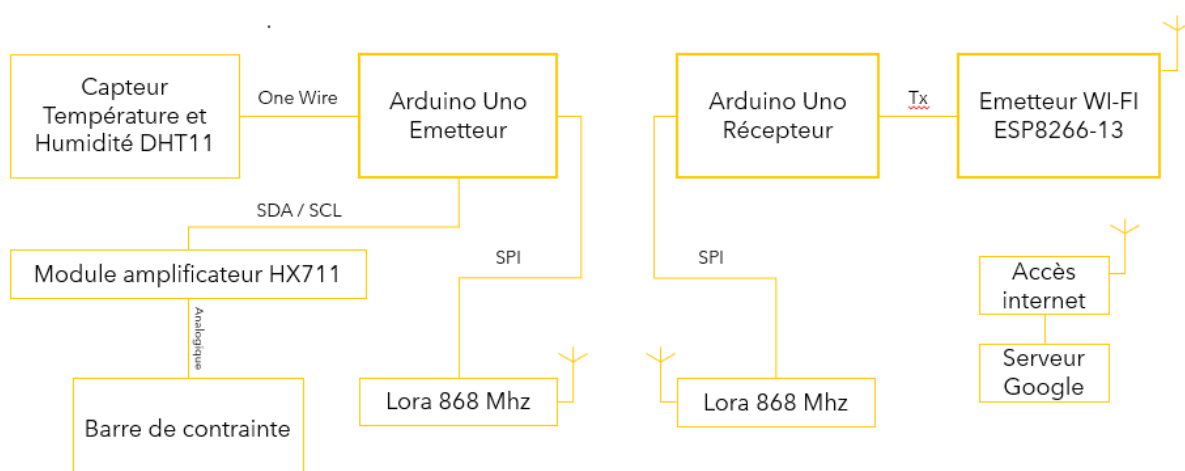 Capteur
Température et
Humidité DHT11
One Wire
Arduino Uno
Emetteur
Arduino Uno
Récepteur
Tx
Emetteur WI-FI
ESP8266-13
SDA / SCL
Module amplificateur HX711
SPI
SPI
Accès
internet
Analogique
Serveur
Google
Barre de contrainte
Lora 868 Mhz
Lora 868 Mhz